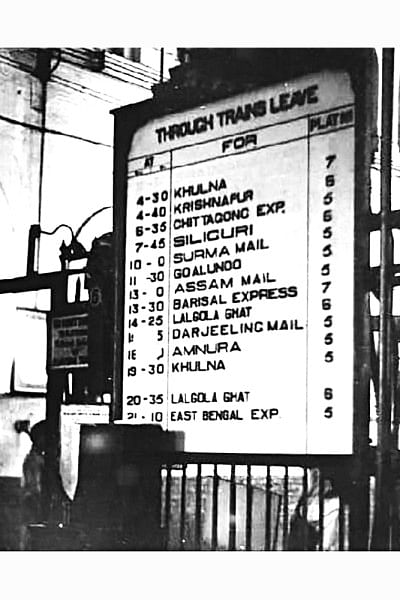 THROUGH TRAINS LEAVE
AT FOR PLAT NO
4-30 KHULNA 7
4-40 KRISHNAPUR 6
6-35 CHITTAGONG EXP. 5
7-45 SILIGURI 6
10-0 SURMA MAIL 5
11-30 GOALUNDO 5
13-0 ASSAM MAIL 5
13-30 BARISAL EXPRESS 7
14-25 LALGOLA GHAT 6
DARJEELING MAIL 5
AMNURA 5
19-30 KHULNA 5
20-35 LALGOLA GHAT 6
21-10 EAST BENGAL EXP. 5